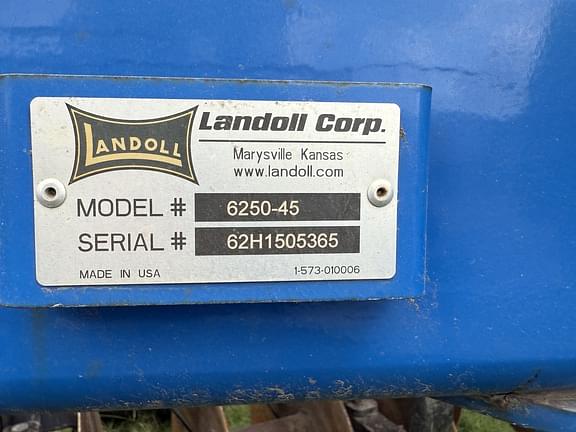 LANDOLL
Landoll Corp.
Marysville Kansas
www.landoll.com
MODEL # 6250-45
SERIAL # 62H1505365
MADE IN USA 1-573-010006